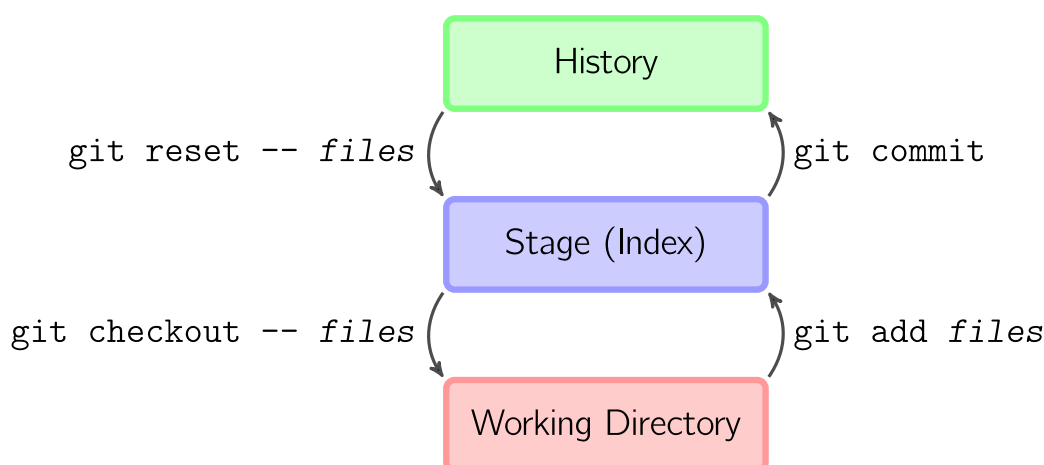 History
git reset -- files
git commit
Stage (Index)
git checkout -- files
git add files
Working Directory